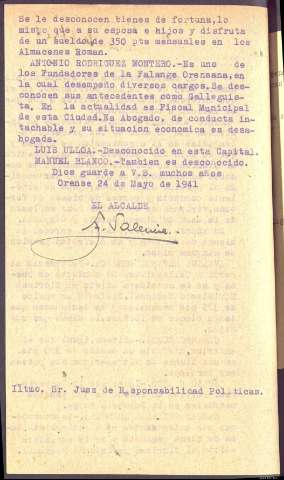 Se le desconocen bienes de fortuna,lo
mismo que a su esposa e hijos y disfruta
de un sueldo de 350 pts mensuales en los
Almacenes Roman.
ANTONIO RODRIGUEZ MONTERO.-Es uno de
los Fundadores de la Falange Orensana,en
la cual desempeño diversos cargos.Se des-
conocen sus antecedentes como Galleguis-
ta. En la actualidad es Fiscal Municipal
de esta Ciudad.Es Abogado, de conducta in-
tachable y su situacion economica es desa-
hogada.
LUIS ULLOA.-Desconocido en esta Capital.
MANUEL BLANCO.-Tambien es desconocido.
Dios guarde a V.S. muchos años
Orense 24 de Mayo de 1941
EL ALCALDE
Iltmo. Sr. Juez de Responsabilidad Politicas.